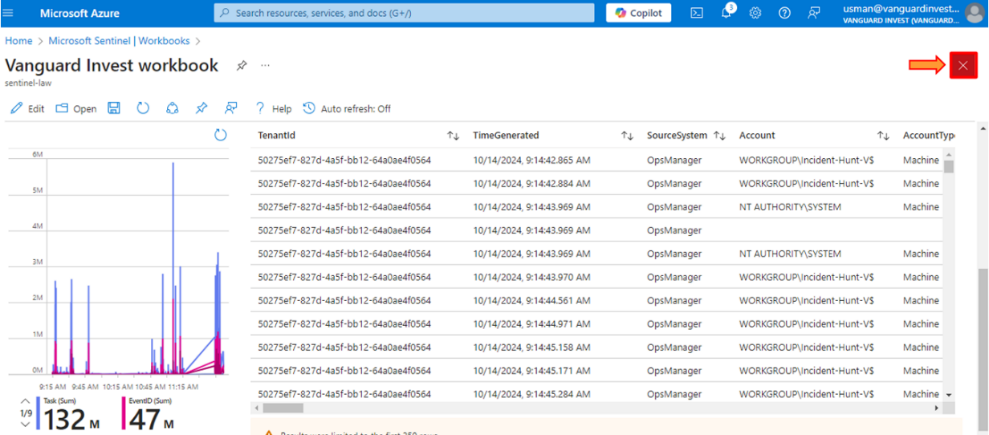 Microsoft Azure
Search resources, services, and docs (G+/)
Copilot
usman@vanguardinvest...
VANGUARD INVEST (VANGUARD...
Home > Microsoft Sentinel | Workbooks >
Vanguard Invest workbook
sentinel-law
Edit Open Help Auto refresh: Off
TenantId TimeGenerated SourceSystem Account AccountTyp
50275ef7-827d-4a5f-bb12-64a0ae4f0564 10/14/2024, 9:14:42.865 AM OpsManager WORKGROUP\Incident-Hunt-V$ Machine
50275ef7-827d-4a5f-bb12-64a0ae4f0564 10/14/2024, 9:14:42.884 AM OpsManager WORKGROUP\Incident-Hunt-V$ Machine
50275ef7-827d-4a5f-bb12-64a0ae4f0564 10/14/2024, 9:14:43.969 AM OpsManager NT AUTHORITY\SYSTEM Machine
50275ef7-827d-4a5f-bb12-64a0ae4f0564 10/14/2024, 9:14:43.969 AM OpsManager
50275ef7-827d-4a5f-bb12-64a0ae4f0564 10/14/2024, 9:14:43.969 AM OpsManager NT AUTHORITY\SYSTEM Machine
50275ef7-827d-4a5f-bb12-64a0ae4f0564 10/14/2024, 9:14:43.970 AM OpsManager WORKGROUP\Incident-Hunt-V$ Machine
50275ef7-827d-4a5f-bb12-64a0ae4f0564 10/14/2024, 9:14:44.561 AM OpsManager WORKGROUP\Incident-Hunt-V$ Machine
50275ef7-827d-4a5f-bb12-64a0ae4f0564 10/14/2024, 9:14:44.971 AM OpsManager WORKGROUP\Incident-Hunt-V$ Machine
50275ef7-827d-4a5f-bb12-64a0ae4f0564 10/14/2024, 9:14:45.158 AM OpsManager WORKGROUP\Incident-Hunt-V$ Machine
50275ef7-827d-4a5f-bb12-64a0ae4f0564 10/14/2024, 9:14:45.171 AM OpsManager WORKGROUP\Incident-Hunt-V$ Machine
50275ef7-827d-4a5f-bb12-64a0ae4f0564 10/14/2024, 9:14:45.284 AM OpsManager WORKGROUP\Incident-Hunt-V$ Machine
6M
5M
4M
3M
2M
1M
0M
9:15 AM 9:45 AM 10:15 AM 10:45 AM 11:15 AM
1/9
Task (Sum) EventID (Sum)
132 M 47 M
Results were limited to the first 250 rows.